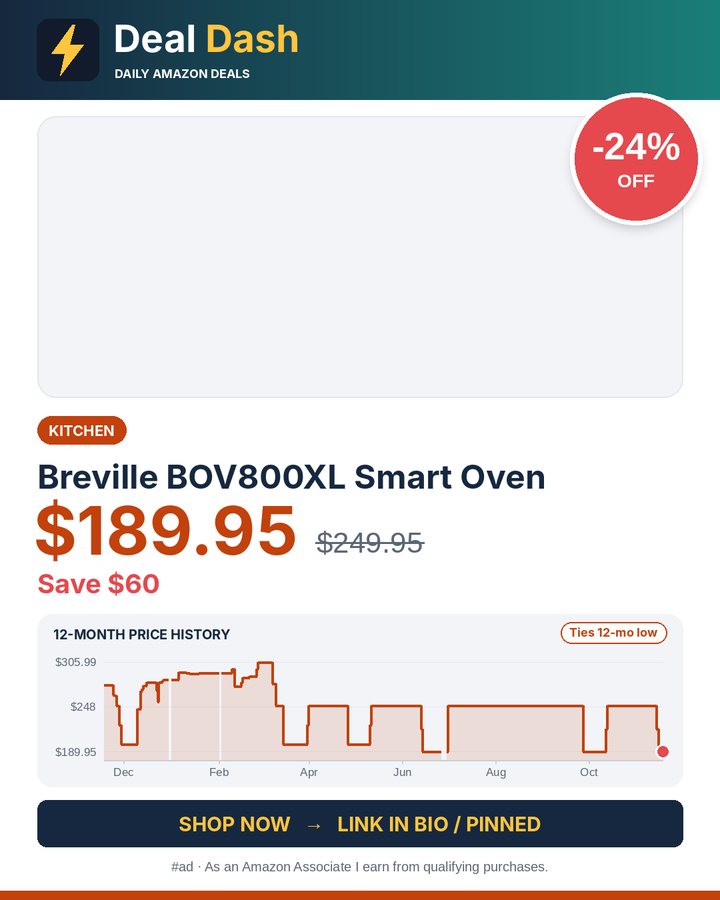 Deal Dash
DAILY AMAZON DEALS
-24%
OFF
KITCHEN
Breville BOV800XL Smart Oven
$189.95 $249.95
Save $60
12-MONTH PRICE HISTORY
Ties 12-mo low
$305.99
$248
$189.95
Dec Feb Apr Jun Aug Oct
SHOP NOW → LINK IN BIO / PINNED
#ad · As an Amazon Associate I earn from qualifying purchases.